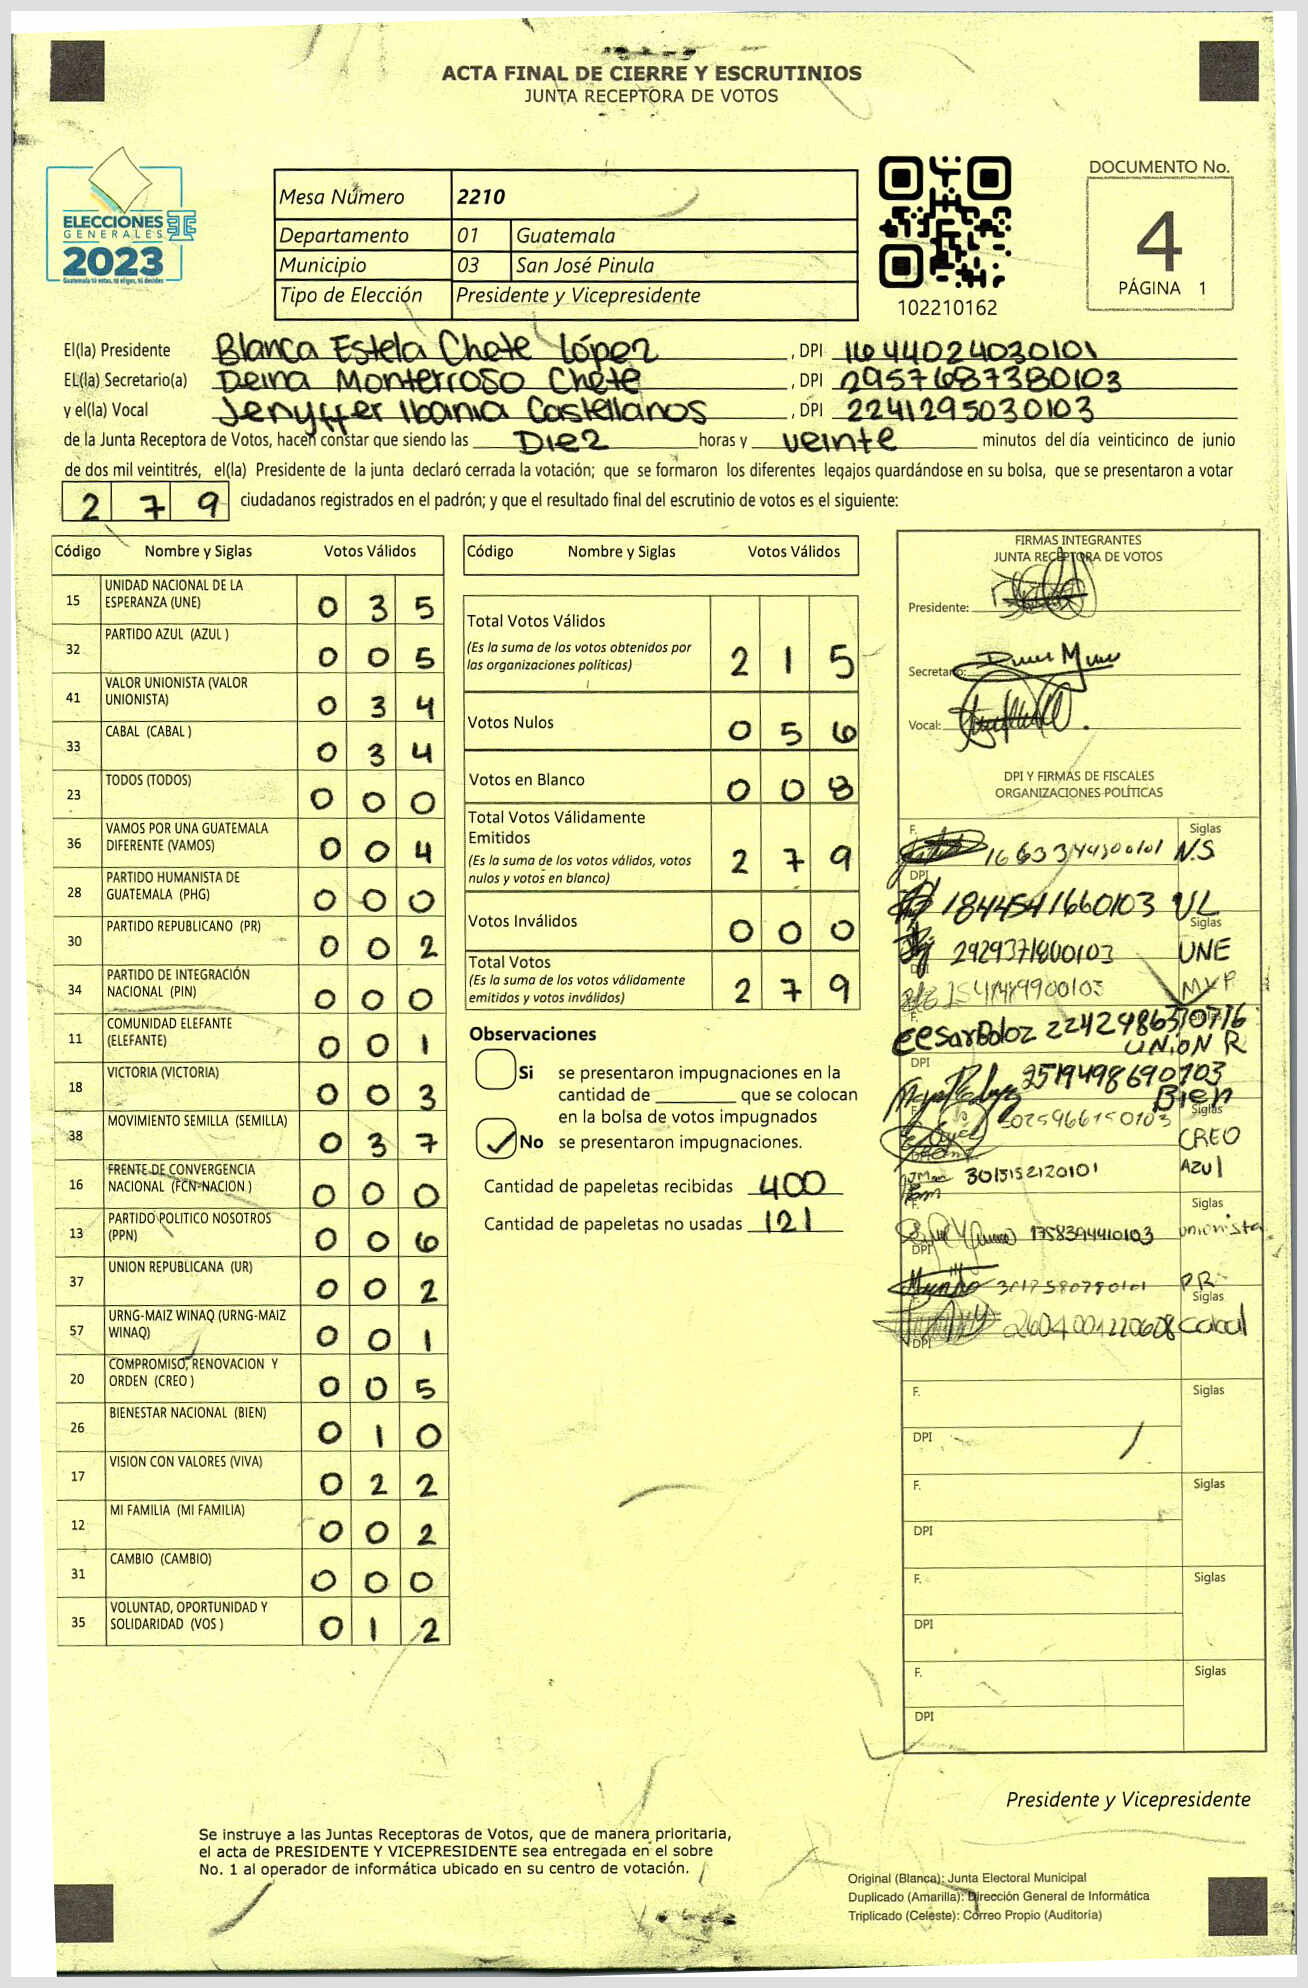 ACTA FINAL DE CIERRE Y ESCRUTINIOS
JUNTA RECEPTORA DE VOTOS
ELECCIONES
GENERALES
2023
Mesa Número 2210
Departamento 01 Guatemala
Municipio 03 San José Pinula
Tipo de Elección Presidente y Vicepresidente
102210162
DOCUMENTO No.
4
PÁGINA 1
El(la) Presidente Blanca Estela Chete López , DPI 1644024030101
EL(la) Secretario(a) Deina Monterroso Chete , DPI 2957687380103
y el(la) Vocal Jenyffer Ibania Castellanos , DPI 2241295030103
de la Junta Receptora de Votos, hacen constar que siendo las Diez horas y veinte minutos del día veinticinco de junio
de dos mil veintitrés, el(la) Presidente de la junta declaró cerrada la votación; que se formaron los diferentes legajos guardándose en su bolsa, que se presentaron a votar
2 7 9 ciudadanos registrados en el padrón; y que el resultado final del escrutinio de votos es el siguiente:
Código Nombre y Siglas Votos Válidos
15 UNIDAD NACIONAL DE LA ESPERANZA (UNE) 0 3 5
32 PARTIDO AZUL (AZUL ) 0 0 5
41 VALOR UNIONISTA (VALOR UNIONISTA) 0 3 4
33 CABAL (CABAL ) 0 3 4
23 TODOS (TODOS) 0 0 0
36 VAMOS POR UNA GUATEMALA DIFERENTE (VAMOS) 0 0 4
28 PARTIDO HUMANISTA DE GUATEMALA (PHG) 0 0 0
30 PARTIDO REPUBLICANO (PR) 0 0 2
34 PARTIDO DE INTEGRACIÓN NACIONAL (PIN) 0 0 0
11 COMUNIDAD ELEFANTE (ELEFANTE) 0 0 1
18 VICTORIA (VICTORIA) 0 0 3
38 MOVIMIENTO SEMILLA (SEMILLA) 0 3 7
16 FRENTE DE CONVERGENCIA NACIONAL (FCN-NACION ) 0 0 0
13 PARTIDO POLITICO NOSOTROS (PPN) 0 0 6
37 UNION REPUBLICANA (UR) 0 0 2
57 URNG-MAIZ WINAQ (URNG-MAIZ WINAQ) 0 0 1
20 COMPROMISO, RENOVACION Y ORDEN (CREO ) 0 0 5
26 BIENESTAR NACIONAL (BIEN) 0 1 0
17 VISION CON VALORES (VIVA) 0 2 2
12 MI FAMILIA (MI FAMILIA) 0 0 2
31 CAMBIO (CAMBIO) 0 0 0
35 VOLUNTAD, OPORTUNIDAD Y SOLIDARIDAD (VOS ) 0 1 2
Código Nombre y Siglas Votos Válidos
Total Votos Válidos 2 1 5
(Es la suma de los votos obtenidos por
las organizaciones políticas)
Votos Nulos 0 5 6
Votos en Blanco 0 0 8
Total Votos Válidamente
Emitidos 2 7 9
(Es la suma de los votos válidos, votos
nulos y votos en blanco)
Votos Inválidos 0 0 0
Total Votos 2 7 9
(Es la suma de los votos válidamente
emitidos y votos inválidos)
Observaciones
Si se presentaron impugnaciones en la
cantidad de ________ que se colocan
en la bolsa de votos impugnados
No se presentaron impugnaciones.
Cantidad de papeletas recibidas 400
Cantidad de papeletas no usadas 121
FIRMAS INTEGRANTES
JUNTA RECEPTORA DE VOTOS
Presidente:
Secretario:
Vocal:
DPI Y FIRMAS DE FISCALES
ORGANIZACIONES POLÍTICAS
F. Siglas
N.S
DPI
1844541660103 UL
Siglas
2929371800103 UNE
MXP
22429486310716
UNION R
DPI
2519498690103
Bien
Siglas
CREO
3015152120101 AZUl
F. Siglas
1758394410103 unionista
DPI
PR
Siglas
2604001220608 Cabal
DPI
F. Siglas
DPI
F. Siglas
DPI
F. Siglas
DPI
F. Siglas
DPI
Presidente y Vicepresidente
Se instruye a las Juntas Receptoras de Votos, que de manera prioritaria,
el acta de PRESIDENTE Y VICEPRESIDENTE sea entregada en el sobre
No. 1 al operador de informática ubicado en su centro de votación.
Original (Blanca): Junta Electoral Municipal
Duplicado (Amarilla): Dirección General de Informática
Triplicado (Celeste): Correo Propio (Auditoría)